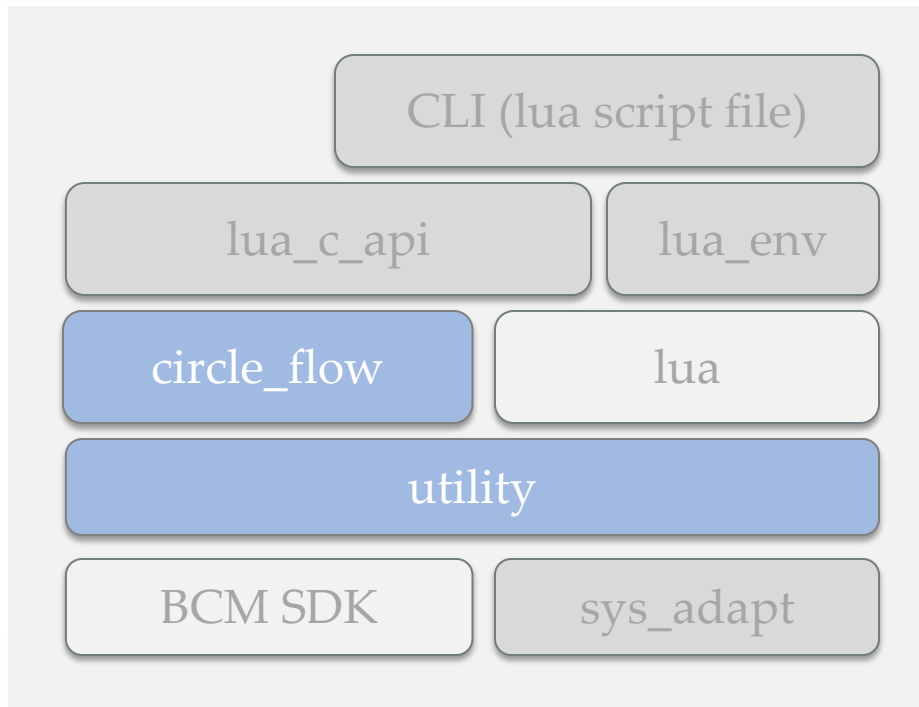 CLI (lua script file)
lua_c_api
lua_env
circle_flow
lua
utility
BCM SDK
sys_adapt